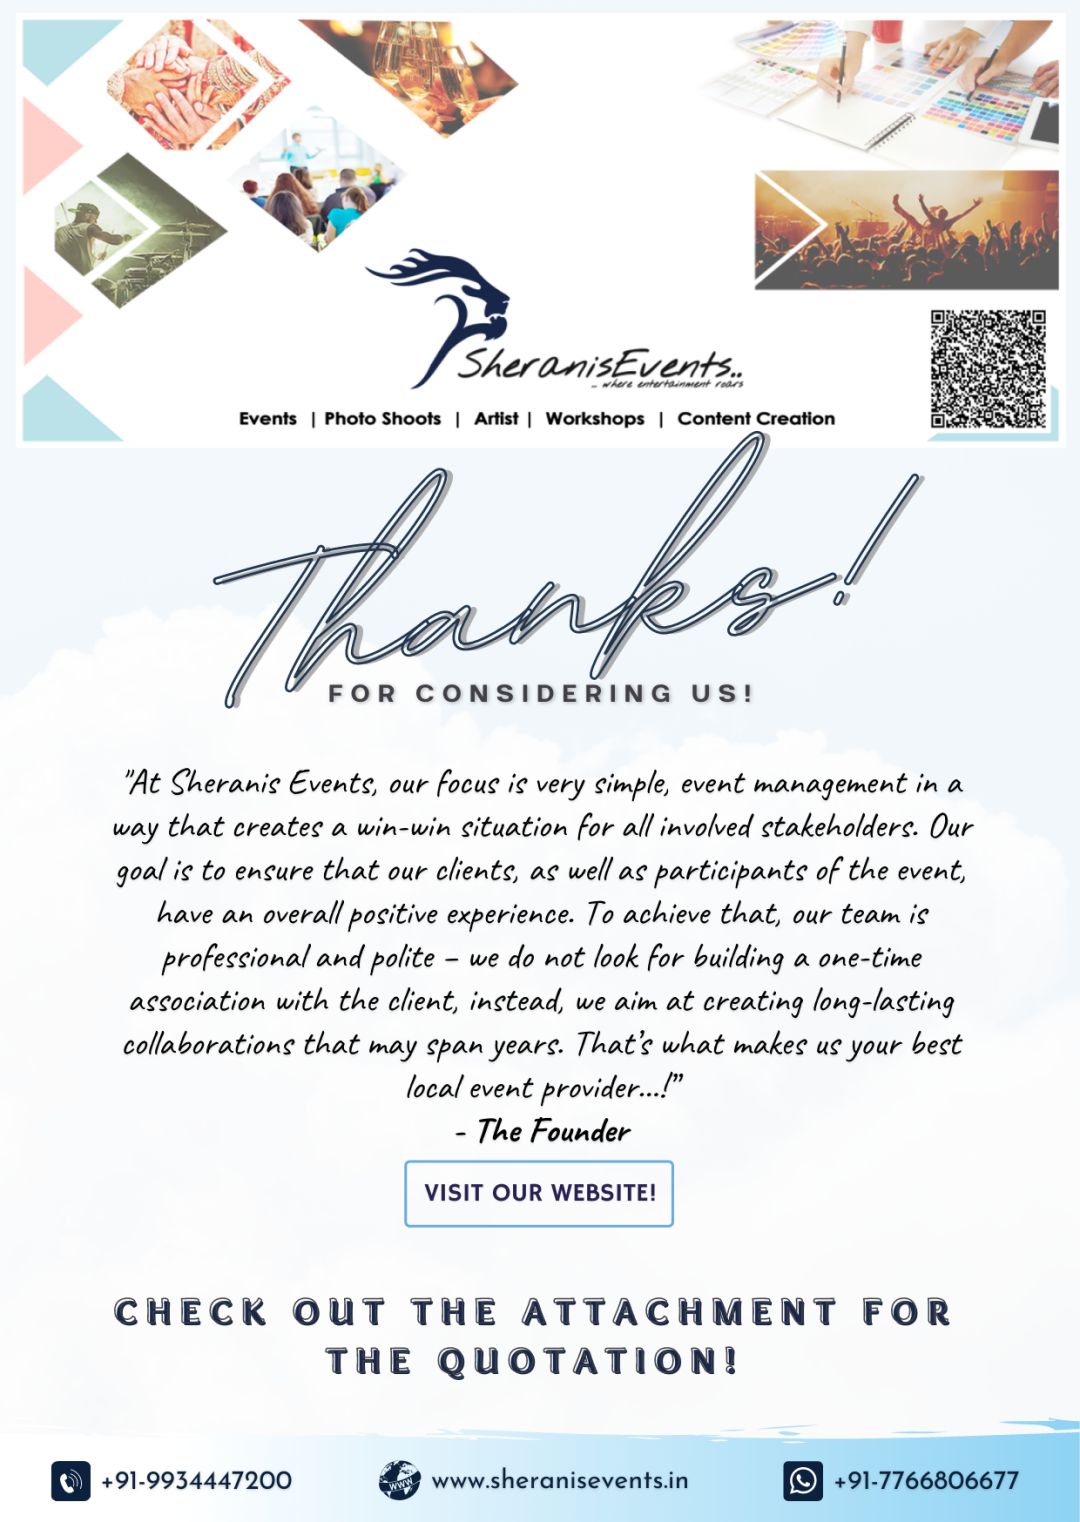 SheranisEvents..
... where entertainment roars
Events | Photo Shoots | Artist | Workshops | Content Creation
Thanks!
FOR CONSIDERING US!
"At Sheranis Events, our focus is very simple, event management in a
way that creates a win-win situation for all involved stakeholders. Our
goal is to ensure that our clients, as well as participants of the event,
have an overall positive experience. To achieve that, our team is
professional and polite – we do not look for building a one-time
association with the client, instead, we aim at creating long-lasting
collaborations that may span years. That’s what makes us your best
local event provider...!”
- The Founder
VISIT OUR WEBSITE!
CHECK OUT THE ATTACHMENT FOR
THE QUOTATION!
+91-9934447200
WWW
www.sheranisevents.in
+91-7766806677